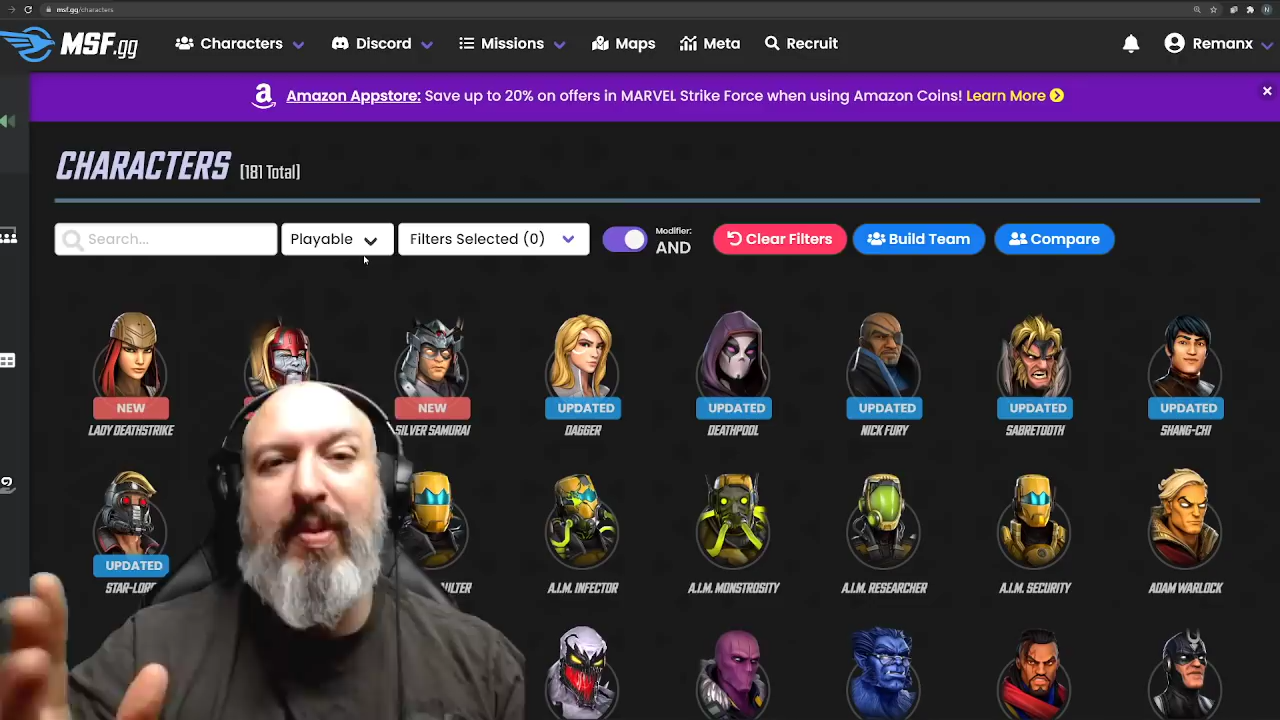 msf.gg/characters
N
MSF.gg
Characters
Discord
Missions
Maps
Meta
Recruit
Remanx
a
Amazon Appstore: Save up to 20% on offers in MARVEL Strike Force when using Amazon Coins! Learn More
CHARACTERS [181 Total]
Search...
Playable
Filters Selected (0)
Modifier:
AND
Clear Filters
Build Team
Compare
NEW
NEW
UPDATED
UPDATED
UPDATED
UPDATED
UPDATED
LADY DEATHSTRIKE
SILVER SAMURAI
DAGGER
DEATHPOOL
NICK FURY
SABRETOOTH
SHANG-CHI
UPDATED
A.I.M. INFECTOR
A.I.M. MONSTROSITY
A.I.M. RESEARCHER
A.I.M. SECURITY
ADAM WARLOCK